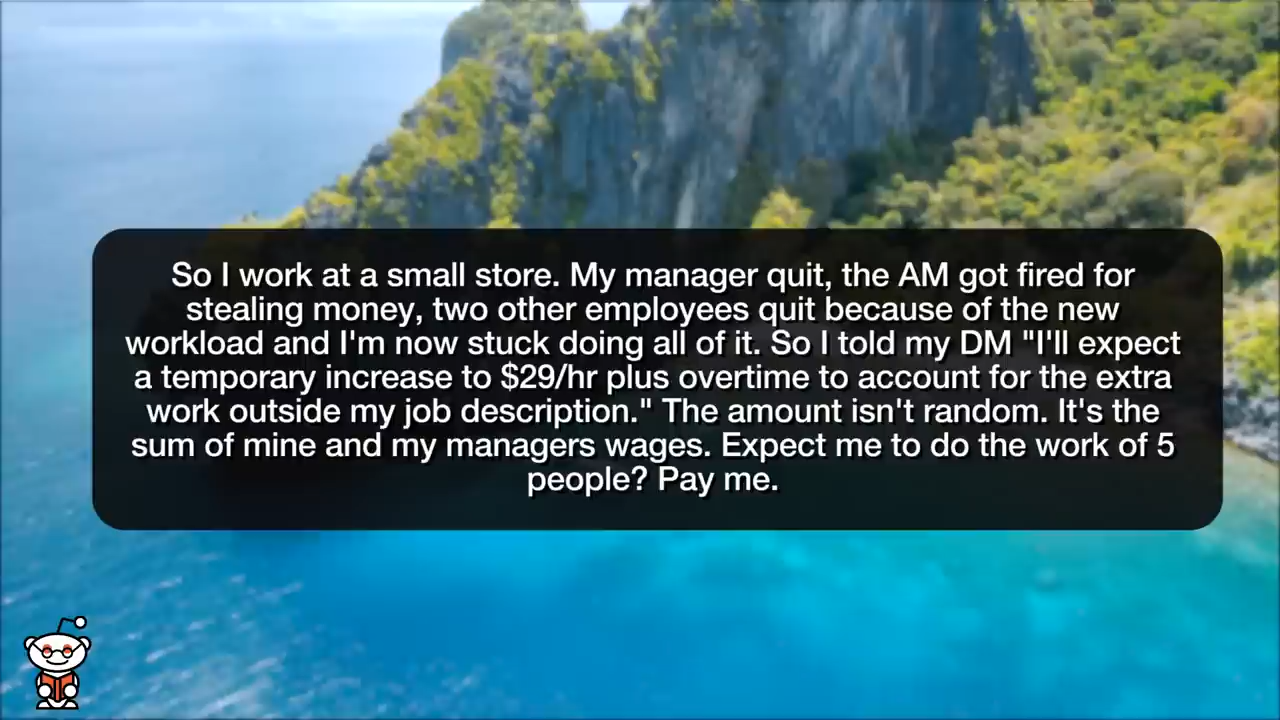 So I work at a small store. My manager quit, the AM got fired for
stealing money, two other employees quit because of the new
workload and I'm now stuck doing all of it. So I told my DM "I'll expect
a temporary increase to $29/hr plus overtime to account for the extra
work outside my job description." The amount isn't random. It's the
sum of mine and my managers wages. Expect me to do the work of 5
people? Pay me.